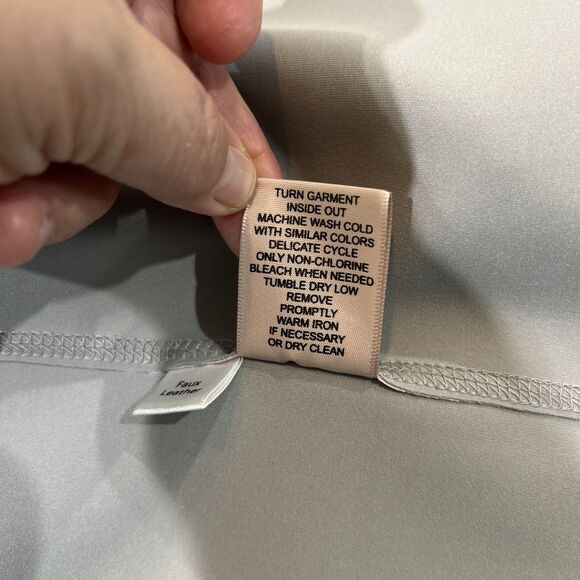 TURN GARMENT
INSIDE OUT
MACHINE WASH COLD
WITH SIMILAR COLORS
DELICATE CYCLE
ONLY NON-CHLORINE
BLEACH WHEN NEEDED
TUMBLE DRY LOW
REMOVE
PROMPTLY
WARM IRON
IF NECESSARY
OR DRY CLEAN
Faux
Leather